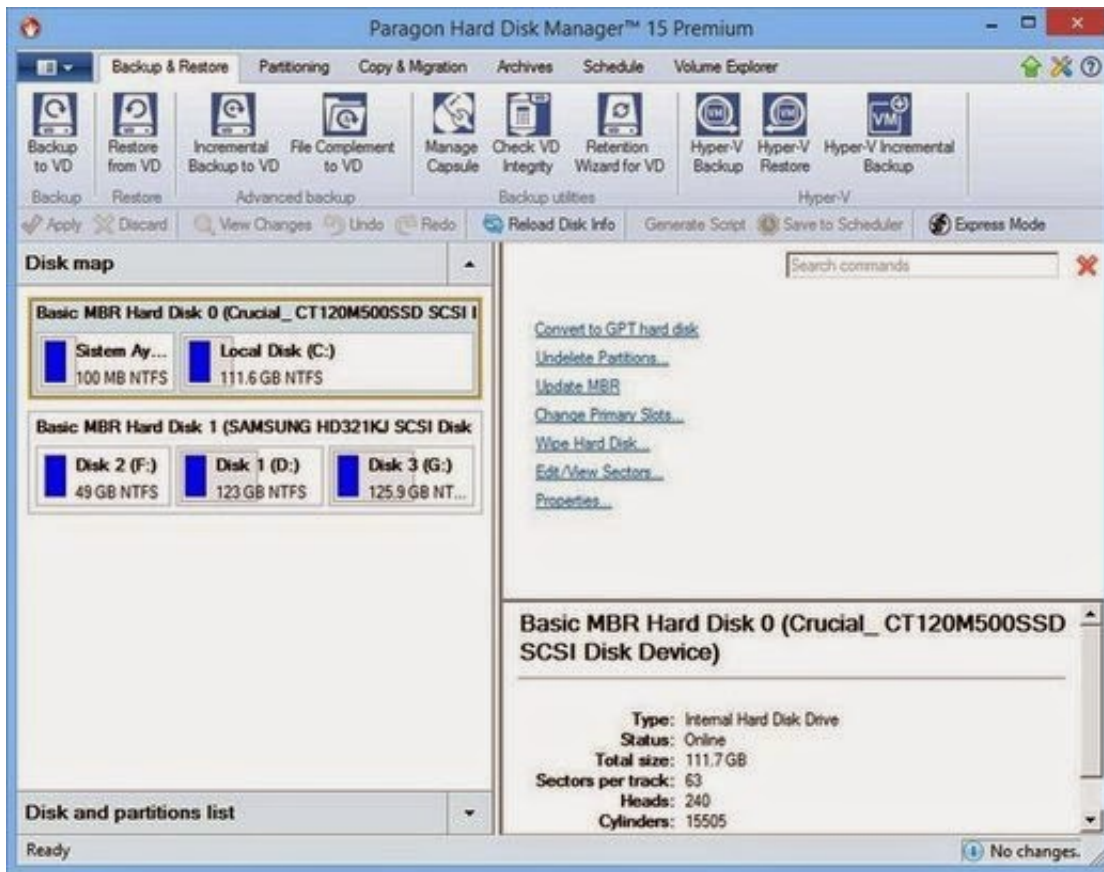 Paragon Hard Disk Manager™ 15 Premium
Backup & Restore Partitioning Copy & Migration Archives Schedule Volume Explorer
Backup to VD
Restore from VD
Incremental Backup to VD
File Complement to VD
Manage Capsule
Check VD Integrity
Retention Wizard for VD
Hyper-V Backup
Hyper-V Restore
Hyper-V Incremental Backup
Backup Restore Advanced backup Backup utilities Hyper-V
Apply Discard View Changes Undo Redo Reload Disk Info Generate Script Save to Scheduler Express Mode
Disk map
Search commands
Basic MBR Hard Disk 0 (Crucial_ CT120M500SSD SCSI
Sistem Ay... Local Disk (C:)
100 MB NTFS 111.6 GB NTFS
Basic MBR Hard Disk 1 (SAMSUNG HD321KJ SCSI Disk
Disk 2 (F:) Disk 1 (D:) Disk 3 (G:)
49 GB NTFS 123 GB NTFS 125.9 GB NT...
Convert to GPT hard disk
Undelete Partitions...
Update MBR
Change Primary Slots...
Wipe Hard Disk...
Edit/View Sectors...
Properties...
Basic MBR Hard Disk 0 (Crucial_ CT120M500SSD
SCSI Disk Device)
Type: Internal Hard Disk Drive
Status: Online
Total size: 111.7 GB
Sectors per track: 63
Heads: 240
Cylinders: 15505
Disk and partitions list
Ready
No changes.